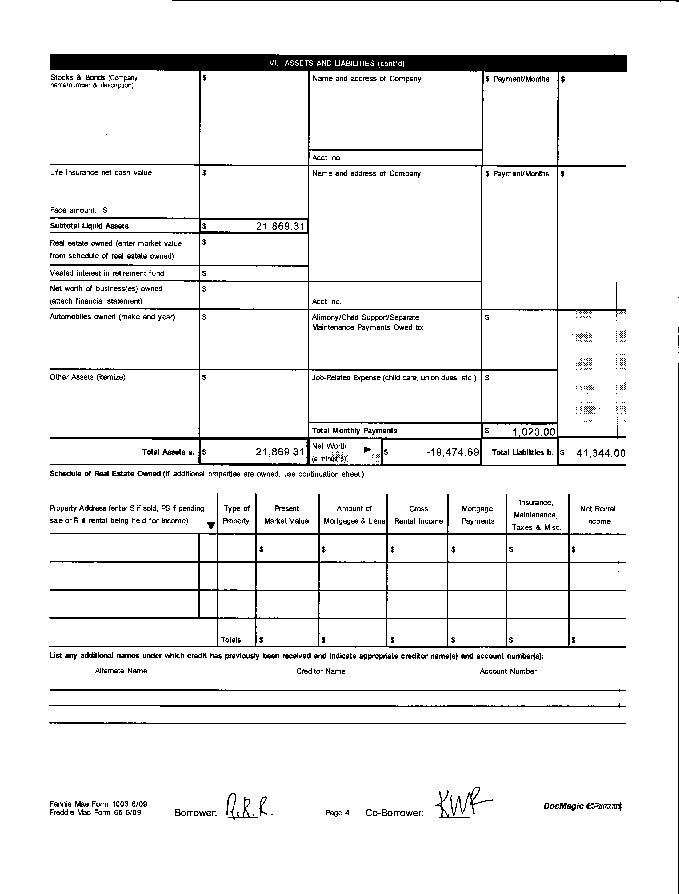 VI. ASSETS AND LIABILITIES (cont'd)
Stocks & Bonds (Company
name/number & description)
$
Name and address of Company
$ Payment/Months
$
Acct. no.
Life insurance net cash value
$
Name and address of Company
$ Payment/Months
$
Face amount: $
Subtotal Liquid Assets
$ 21,869.31
Real estate owned (enter market value
from schedule of real estate owned)
$
Vested interest in retirement fund
$
Net worth of business(es) owned
(attach financial statement)
$
Acct. no.
Automobiles owned (make and year)
$
Alimony/Child Support/Separate
Maintenance Payments Owed to:
$
Other Assets (itemize)
$
Job-Related Expense (child care, union dues, etc.)
$
Total Monthly Payments
$ 1,020.00
Total Assets a.
$ 21,869.31
Net Worth
(a minus b)
$ -19,474.69
Total Liabilities b.
$ 41,344.00
Schedule of Real Estate Owned (If additional properties are owned, use continuation sheet.)
Property Address (enter S if sold, PS if pending
sale or R if rental being held for income)
Type of
Property
Present
Market Value
Amount of
Mortgages & Liens
Gross
Rental Income
Mortgage
Payments
Insurance,
Maintenance,
Taxes & Misc.
Net Rental
Income
$ $ $ $ $ $
Totals $ $ $ $ $ $
List any additional names under which credit has previously been received and indicate appropriate creditor name(s) and account number(s):
Alternate Name Creditor Name Account Number
Fannie Mae Form 1003 6/09
Freddie Mac Form 65 6/09
Borrower: R.R.R.
Page 4
Co-Borrower: KWR
DocMagic